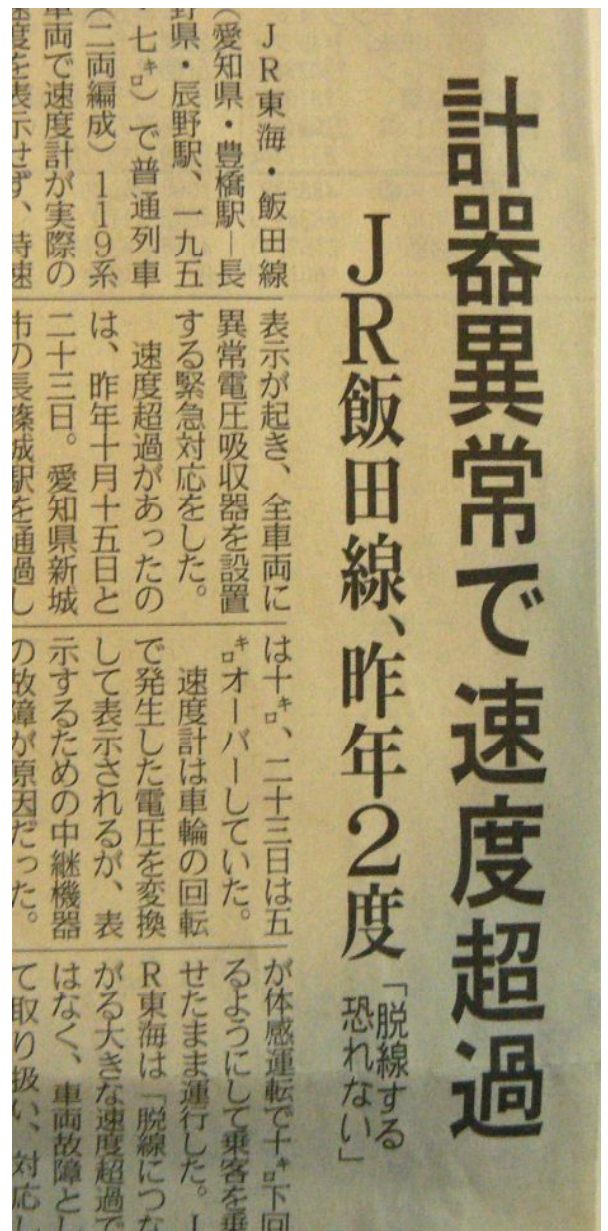 計器異常で速度超過
JR飯田線、昨年2度
「脱線する
恐れない」
JR東海・飯田線
(愛知県・豊橋駅―長
野県・辰野駅、一九五
・七㌔)で普通列車
(二両編成)119系
車両で速度計が実際の
速度を表示せず、時速
表示が起き、全車両に
異常電圧吸収器を設置
する緊急対応をした。
速度超過があったの
は、昨年十月十五日と
二十三日。愛知県新城
市の長篠城駅を通過し
は十㌔、二十三日は五
㌔オーバーしていた。
速度計は車輪の回転
で発生した電圧を変換
して表示されるが、表
示するための中継機器
の故障が原因だった。
が体感運転で十㌔下回
るようにして乗客を乗
せたまま運行した。J
R東海は「脱線につな
がる大きな速度超過で
はなく、車両故障とし
て取り扱い、対応し